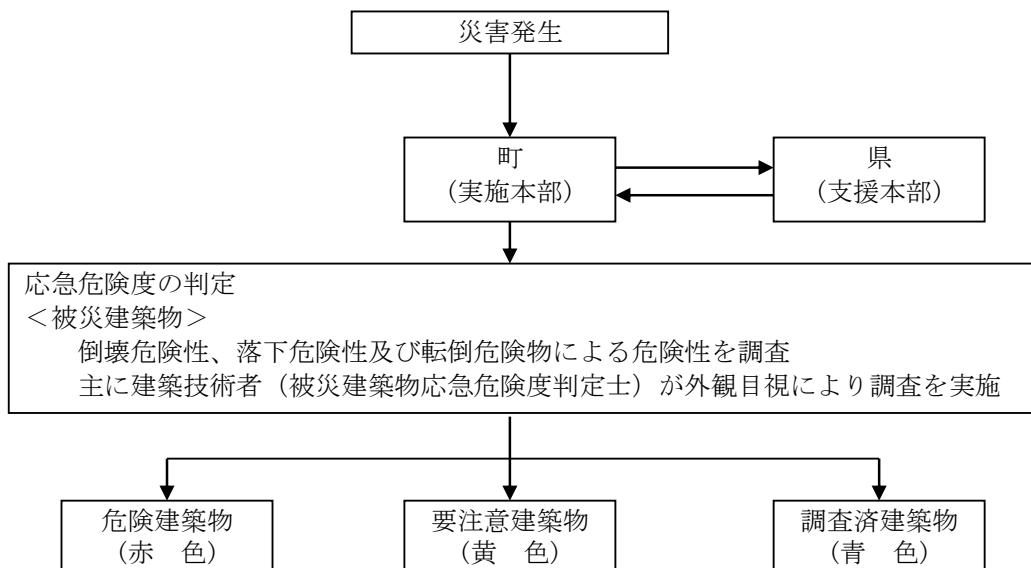 災害発生
町
（実施本部）
県
（支援本部）
応急危険度の判定
＜被災建築物＞
倒壊危険性、落下危険性及び転倒危険物による危険性を調査
主に建築技術者（被災建築物応急危険度判定士）が外観目視により調査を実施
危険建築物
（赤　色）
要注意建築物
（黄　色）
調査済建築物
（青　色）